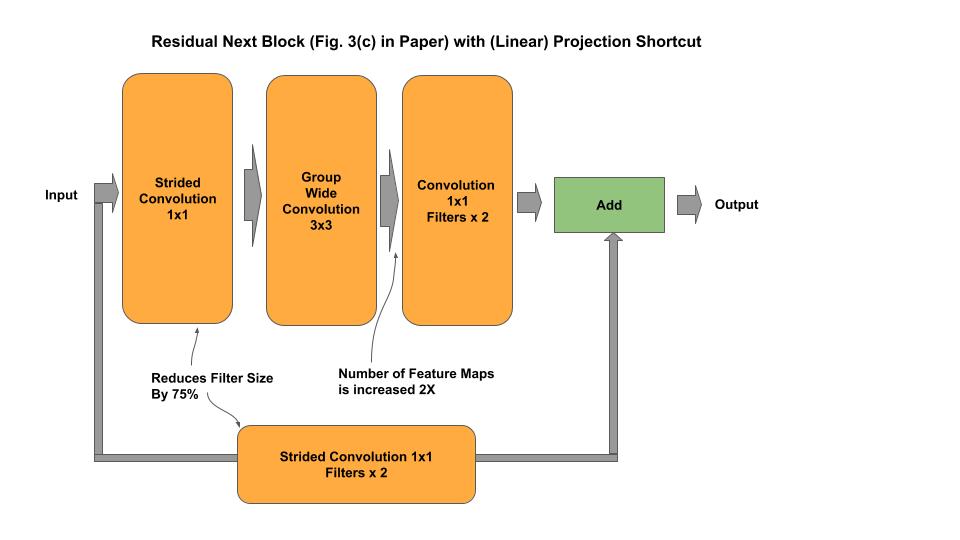 Residual Next Block (Fig. 3(c) in Paper) with (Linear) Projection Shortcut
Input
Strided
Convolution
1x1
Group
Wide
Convolution
3x3
Convolution
1x1
Filters x 2
Add
Output
Reduces Filter Size
By 75%
Number of Feature Maps
is increased 2X
Strided Convolution 1x1
Filters x 2